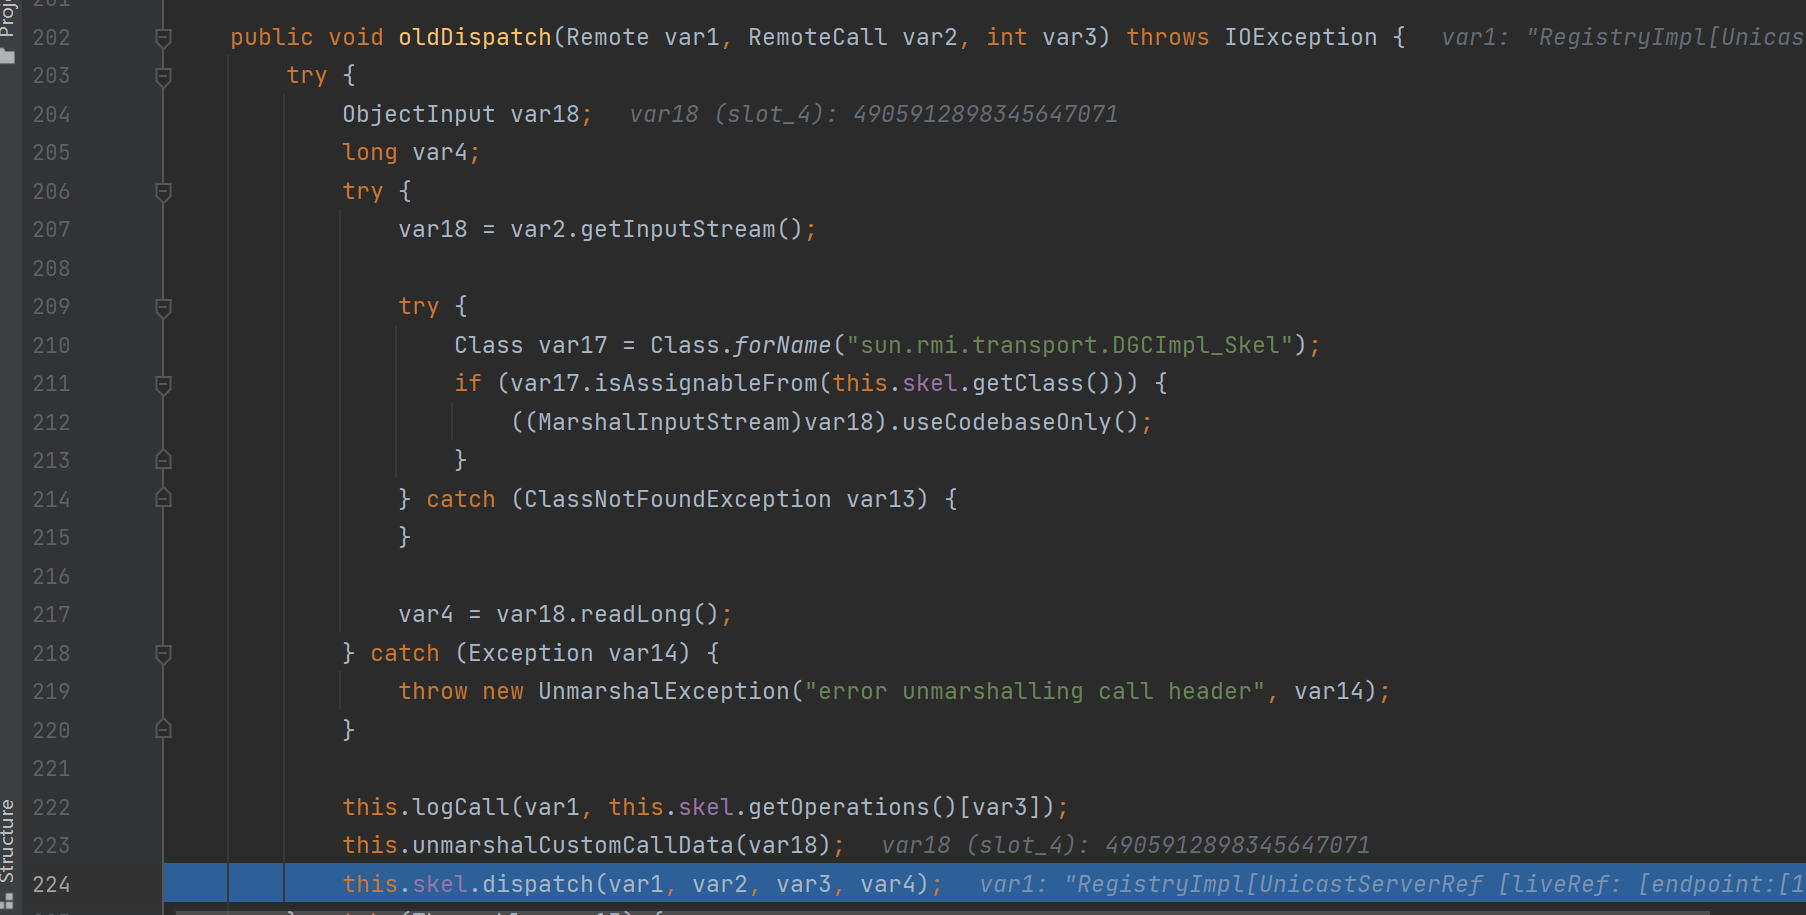 Proj
202 public void oldDispatch(Remote var1, RemoteCall var2, int var3) throws IOException { var1: "RegistryImpl[Unicas
203 try {
204 ObjectInput var18; var18 (slot_4): 4905912898345647071
205 long var4;
206 try {
207 var18 = var2.getInputStream();
208
209 try {
210 Class var17 = Class.forName("sun.rmi.transport.DGCImpl_Skel");
211 if (var17.isAssignableFrom(this.skel.getClass())) {
212 ((MarshalInputStream)var18).useCodebaseOnly();
213 }
214 } catch (ClassNotFoundException var13) {
215 }
216
217 var4 = var18.readLong();
218 } catch (Exception var14) {
219 throw new UnmarshalException("error unmarshalling call header", var14);
220 }
221
222 this.logCall(var1, this.skel.getOperations()[var3]);
223 this.unmarshalCustomCallData(var18); var18 (slot_4): 4905912898345647071
224 this.skel.dispatch(var1, var2, var3, var4); var1: "RegistryImpl[UnicastServerRef [liveRef: [endpoint:[1
Structure